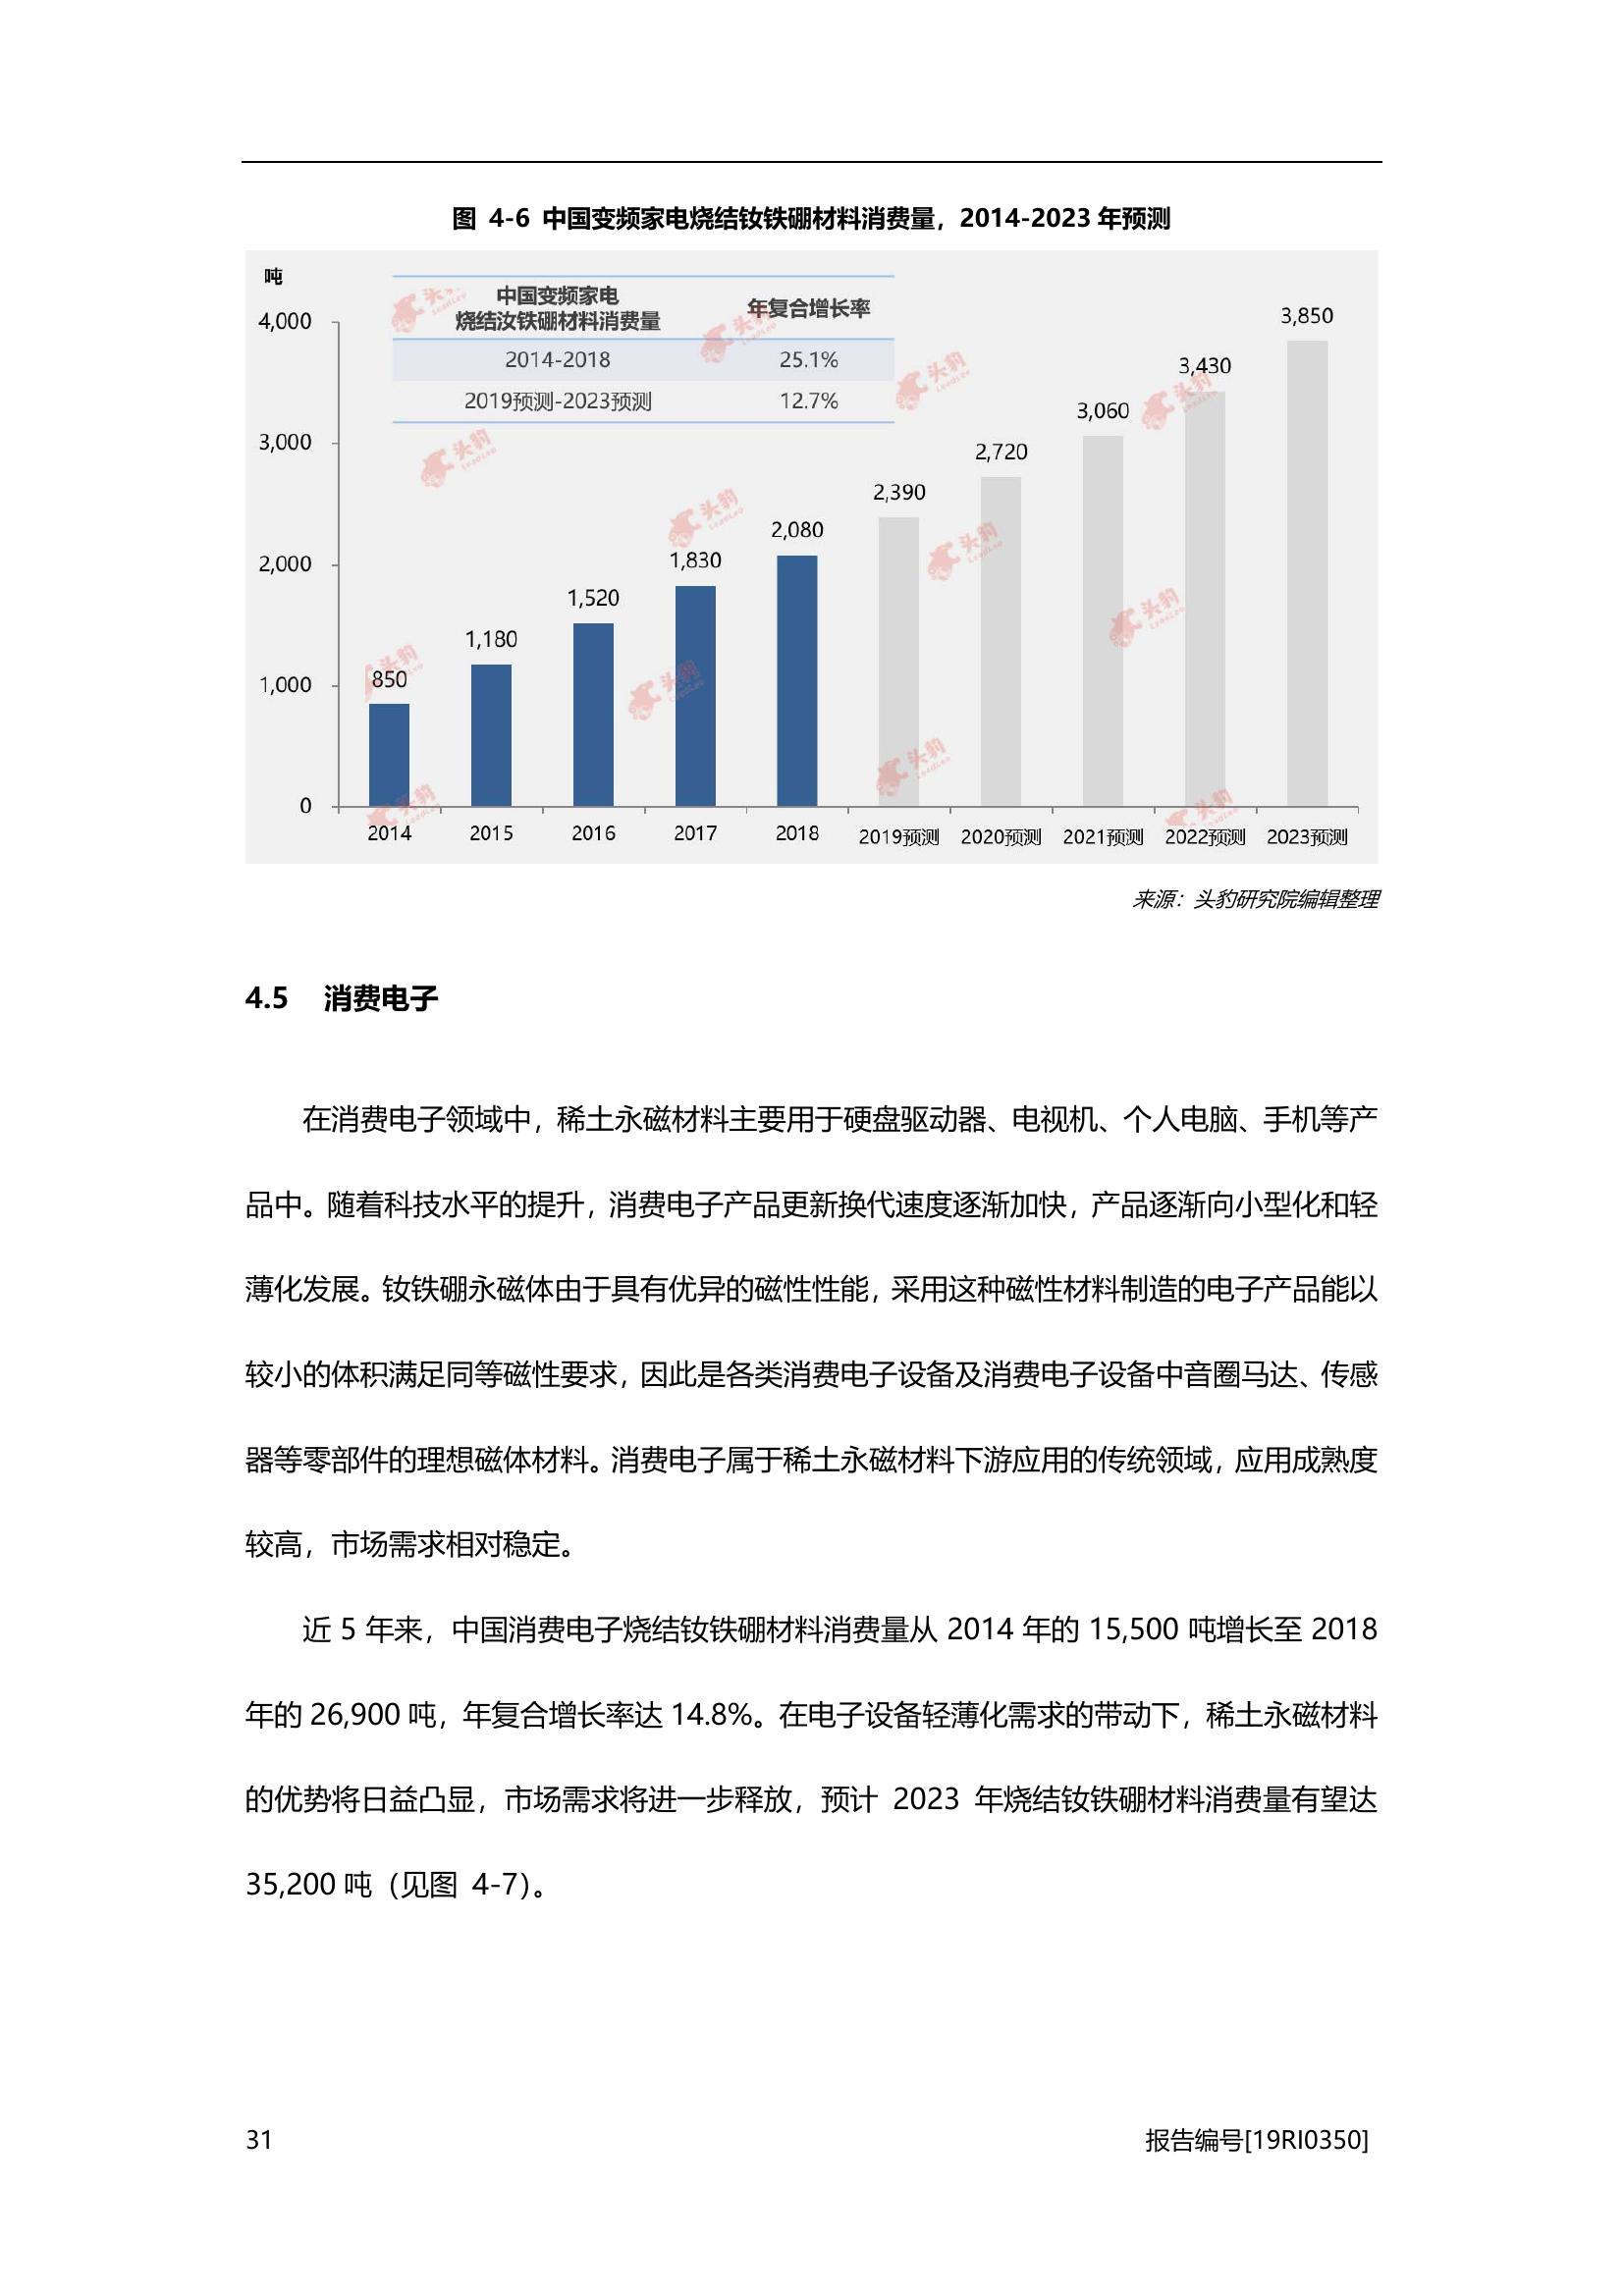 图 4-6 中国变频家电烧结钕铁硼材料消费量，2014-2023 年预测
吨
中国变频家电
烧结汝铁硼材料消费量
年复合增长率
2014-2018 25.1%
2019预测-2023预测 12.7%
4,000
3,000
2,000
1,000
0
850
1,180
1,520
1,830
2,080
2,390
2,720
3,060
3,430
3,850
2014 2015 2016 2017 2018 2019预测 2020预测 2021预测 2022预测 2023预测
头豹
LeadLeo
来源：头豹研究院编辑整理
4.5 消费电子
在消费电子领域中，稀土永磁材料主要用于硬盘驱动器、电视机、个人电脑、手机等产
品中。随着科技水平的提升，消费电子产品更新换代速度逐渐加快，产品逐渐向小型化和轻
薄化发展。钕铁硼永磁体由于具有优异的磁性性能，采用这种磁性材料制造的电子产品能以
较小的体积满足同等磁性要求，因此是各类消费电子设备及消费电子设备中音圈马达、传感
器等零部件的理想磁体材料。消费电子属于稀土永磁材料下游应用的传统领域，应用成熟度
较高，市场需求相对稳定。
近 5 年来，中国消费电子烧结钕铁硼材料消费量从 2014 年的 15,500 吨增长至 2018
年的 26,900 吨，年复合增长率达 14.8%。在电子设备轻薄化需求的带动下，稀土永磁材料
的优势将日益凸显，市场需求将进一步释放，预计 2023 年烧结钕铁硼材料消费量有望达
35,200 吨（见图 4-7）。
31 报告编号[19RI0350]